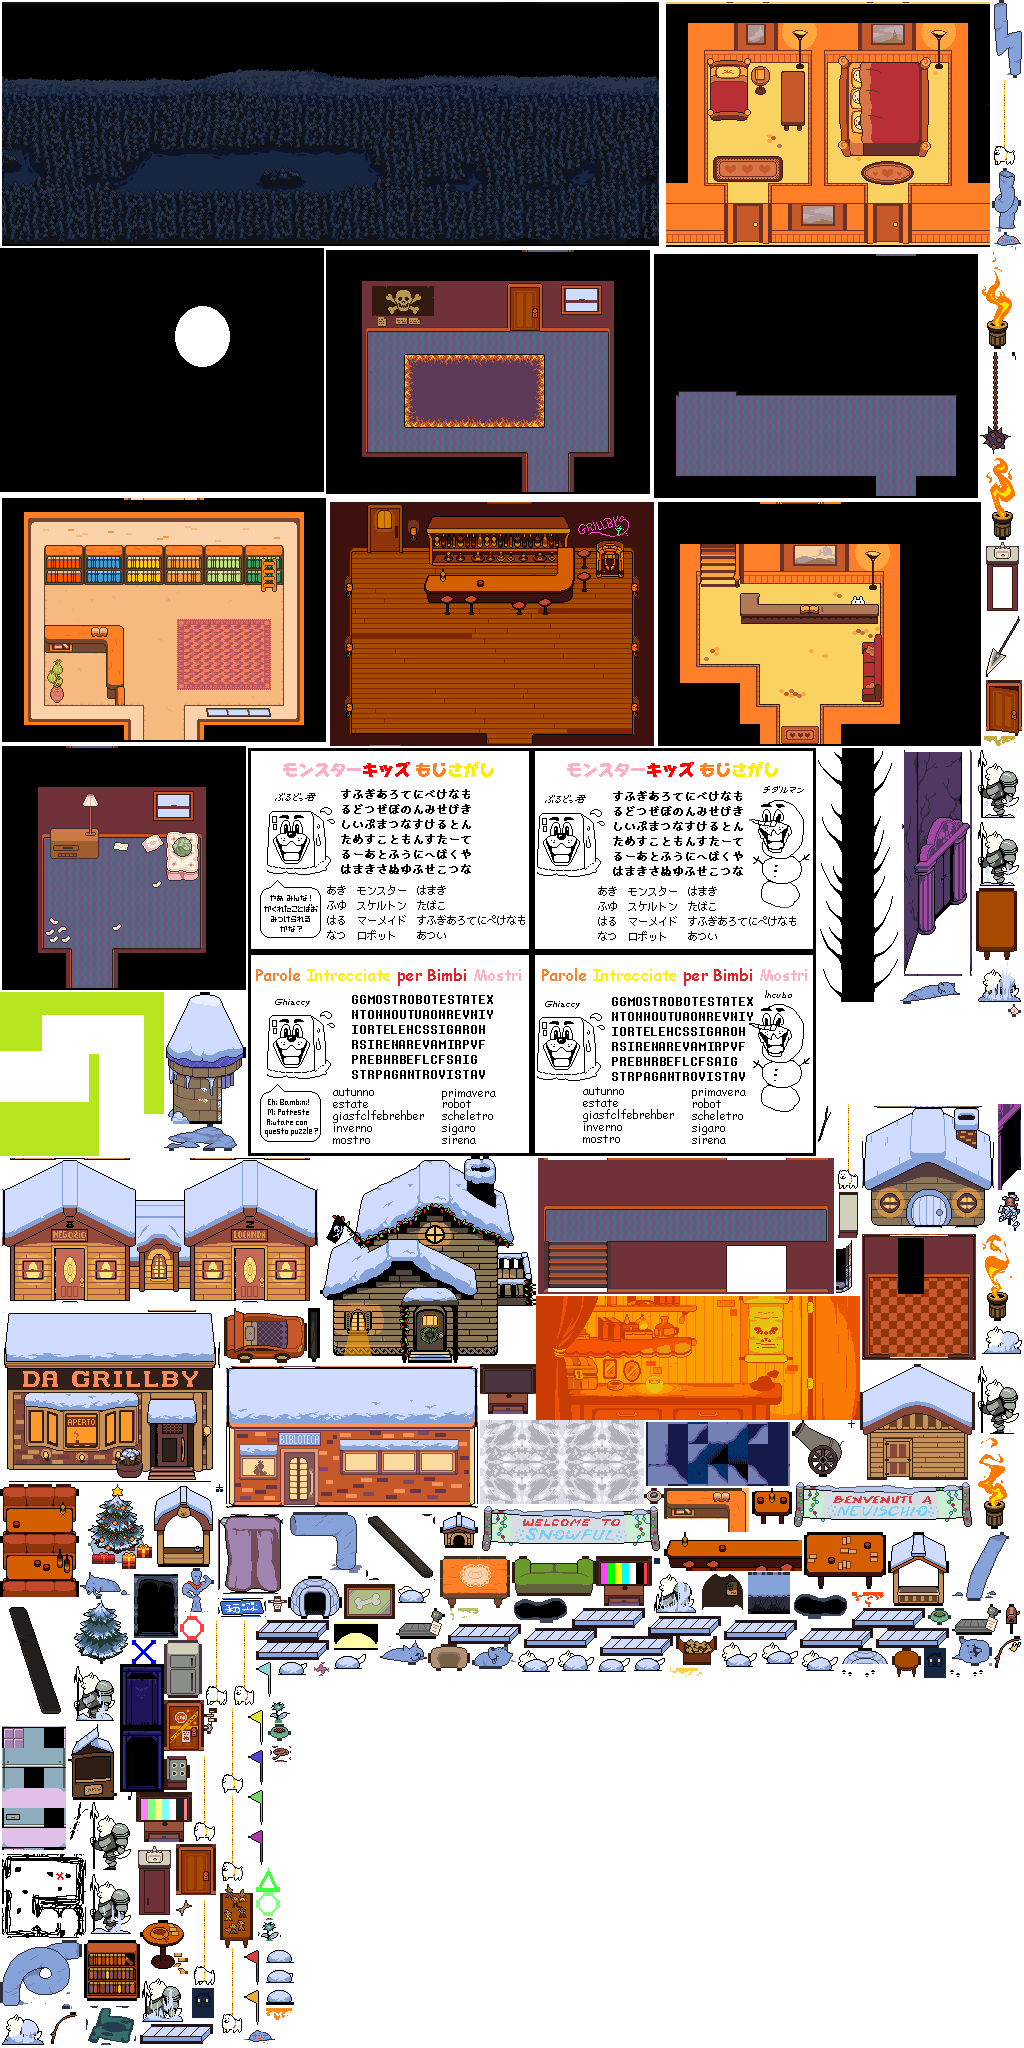 GRILLBY'S
モンスターキッズ もじさがし
ぷるどっ君
すふぎあろてにべけなも
るどつぜぼのんみせげき
しいぷまつなすけるとん
ためすこともんすたーて
るーあとふうにへぼくや
はまきさぬゆふせこつな
やあ みんな!
かくれたことばお
みつけられる
かな?
あき モンスター はまき
ふゆ スケルトン たばこ
はる マーメイド すふぎあろてにべけなも
なつ ロボット あつい
モンスターキッズ もじさがし
ぷるどっ君
チダルマン
すふぎあろてにべけなも
るどつぜぼのんみせげき
しいぷまつなすけるとん
ためすこともんすたーて
るーあとふうにへぼくや
はまきさぬゆふせこつな
あき モンスター はまき
ふゆ スケルトン たばこ
はる マーメイド すふぎあろてにべけなも
なつ ロボット あつい
Parole Intrecciate per Bimbi Mostri
Ghiaccy
GGMOSTROBOTESTATEX
NTONNOUTUAONREVNIY
IORTELEHCSSIGAROH
RSIRENAREVAMIRPVF
PREBHRBEFLCFSAIG
STRPAGANTROVISTAV
Eh! Bambini!
Mi Potreste
Aiutare con
questo puzzle?
autunno primavera
estate robot
giasfclfebrehber scheletro
inverno sigaro
mostro sirena
Parole Intrecciate per Bimbi Mostri
Ghiaccy
Incubo
GGMOSTROBOTESTATEX
NTONNOUTUAONREVNIY
IORTELEHCSSIGAROH
RSIRENAREVAMIRPVF
PREBHRBEFLCFSAIG
STRPAGANTROVISTAV
autunno primavera
estate robot
giasfclfebrehber scheletro
inverno sigaro
mostro sirena
NEGOZIO
LOCANDA
DA GRILLBY
APERTO
BIBLOTECA
WELCOME TO
SNOWFUL
BENVENUTI A
NEVISCHIO